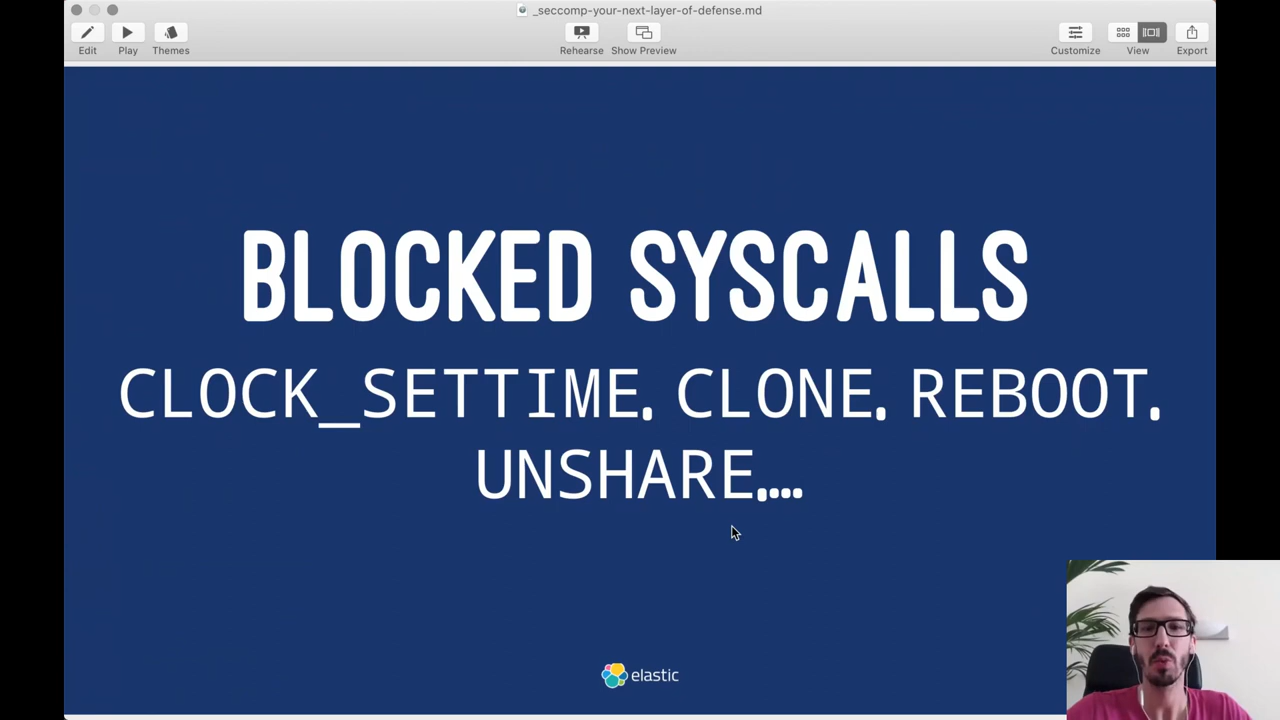 _seccomp-your-next-layer-of-defense.md
Edit Play Themes Rehearse Show Preview Customize View Export
BLOCKED SYSCALLS
CLOCK_SETTIME, CLONE, REBOOT,
UNSHARE,...
elastic